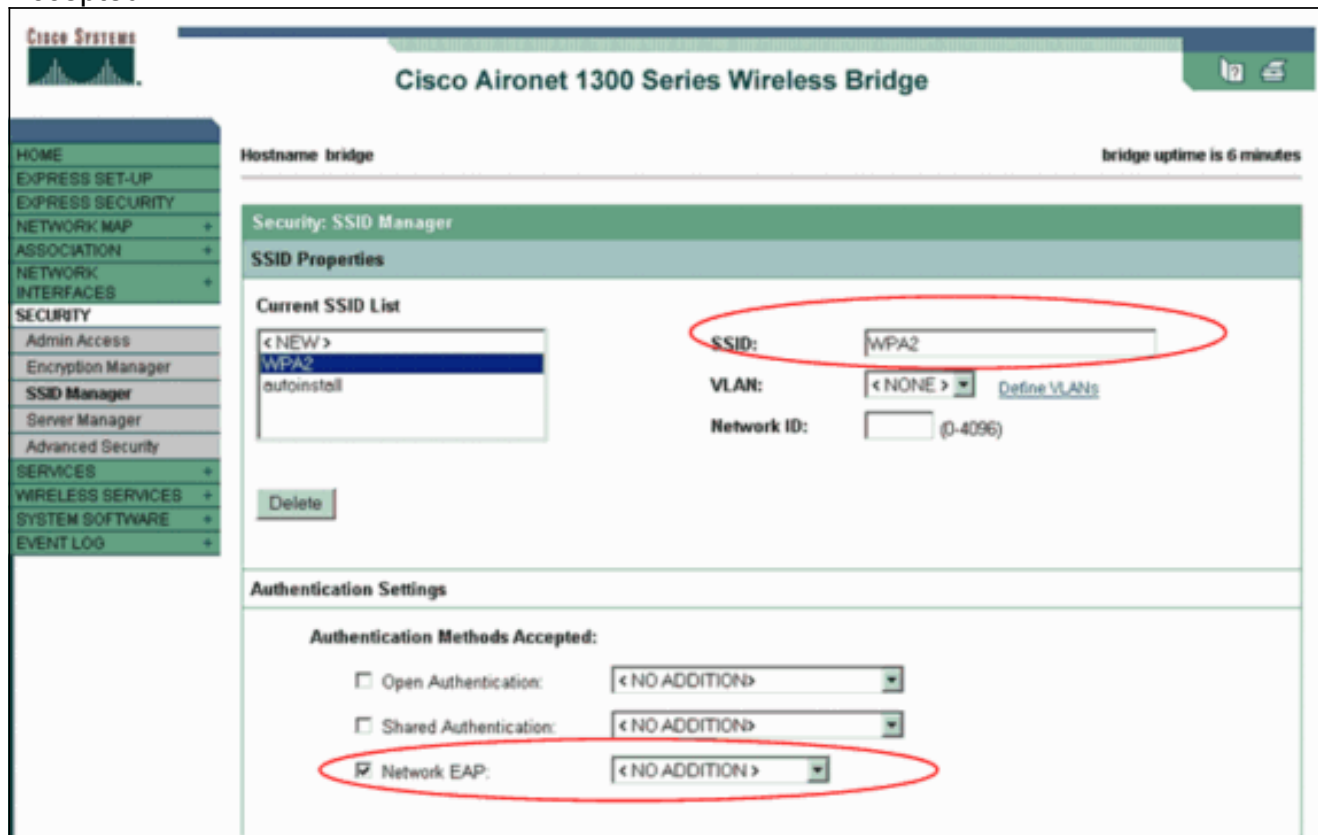 Cisco Systems
Cisco Aironet 1300 Series Wireless Bridge
HOME
EXPRESS SET-UP
EXPRESS SECURITY
NETWORK MAP +
ASSOCIATION +
NETWORK INTERFACES +
SECURITY
Admin Access
Encryption Manager
SSID Manager
Server Manager
Advanced Security
SERVICES +
WIRELESS SERVICES +
SYSTEM SOFTWARE +
EVENT LOG +
Hostname bridge
bridge uptime is 6 minutes
Security: SSID Manager
SSID Properties
Current SSID List
< NEW >
WPA2
autoinstall
SSID: WPA2
VLAN: < NONE > Define VLANs
Network ID: (0-4096)
Delete
Authentication Settings
Authentication Methods Accepted:
Open Authentication: < NO ADDITION>
Shared Authentication: < NO ADDITION>
Network EAP: < NO ADDITION >